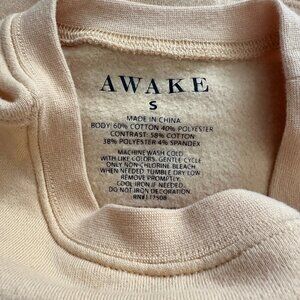 AWAKE
S
MADE IN CHINA
BODY: 60% COTTON 40% POLYESTER
CONTRAST: 58% COTTON
38% POLYESTER 4% SPANDEX
MACHINE WASH COLD
WITH LIKE COLORS, GENTLE CYCLE
ONLY NON-CHLORINE BLEACH
WHEN NEEDED. TUMBLE DRY LOW
REMOVE PROMPTLY.
COOL IRON IF NEEDED
DO NOT IRON DECORATION.